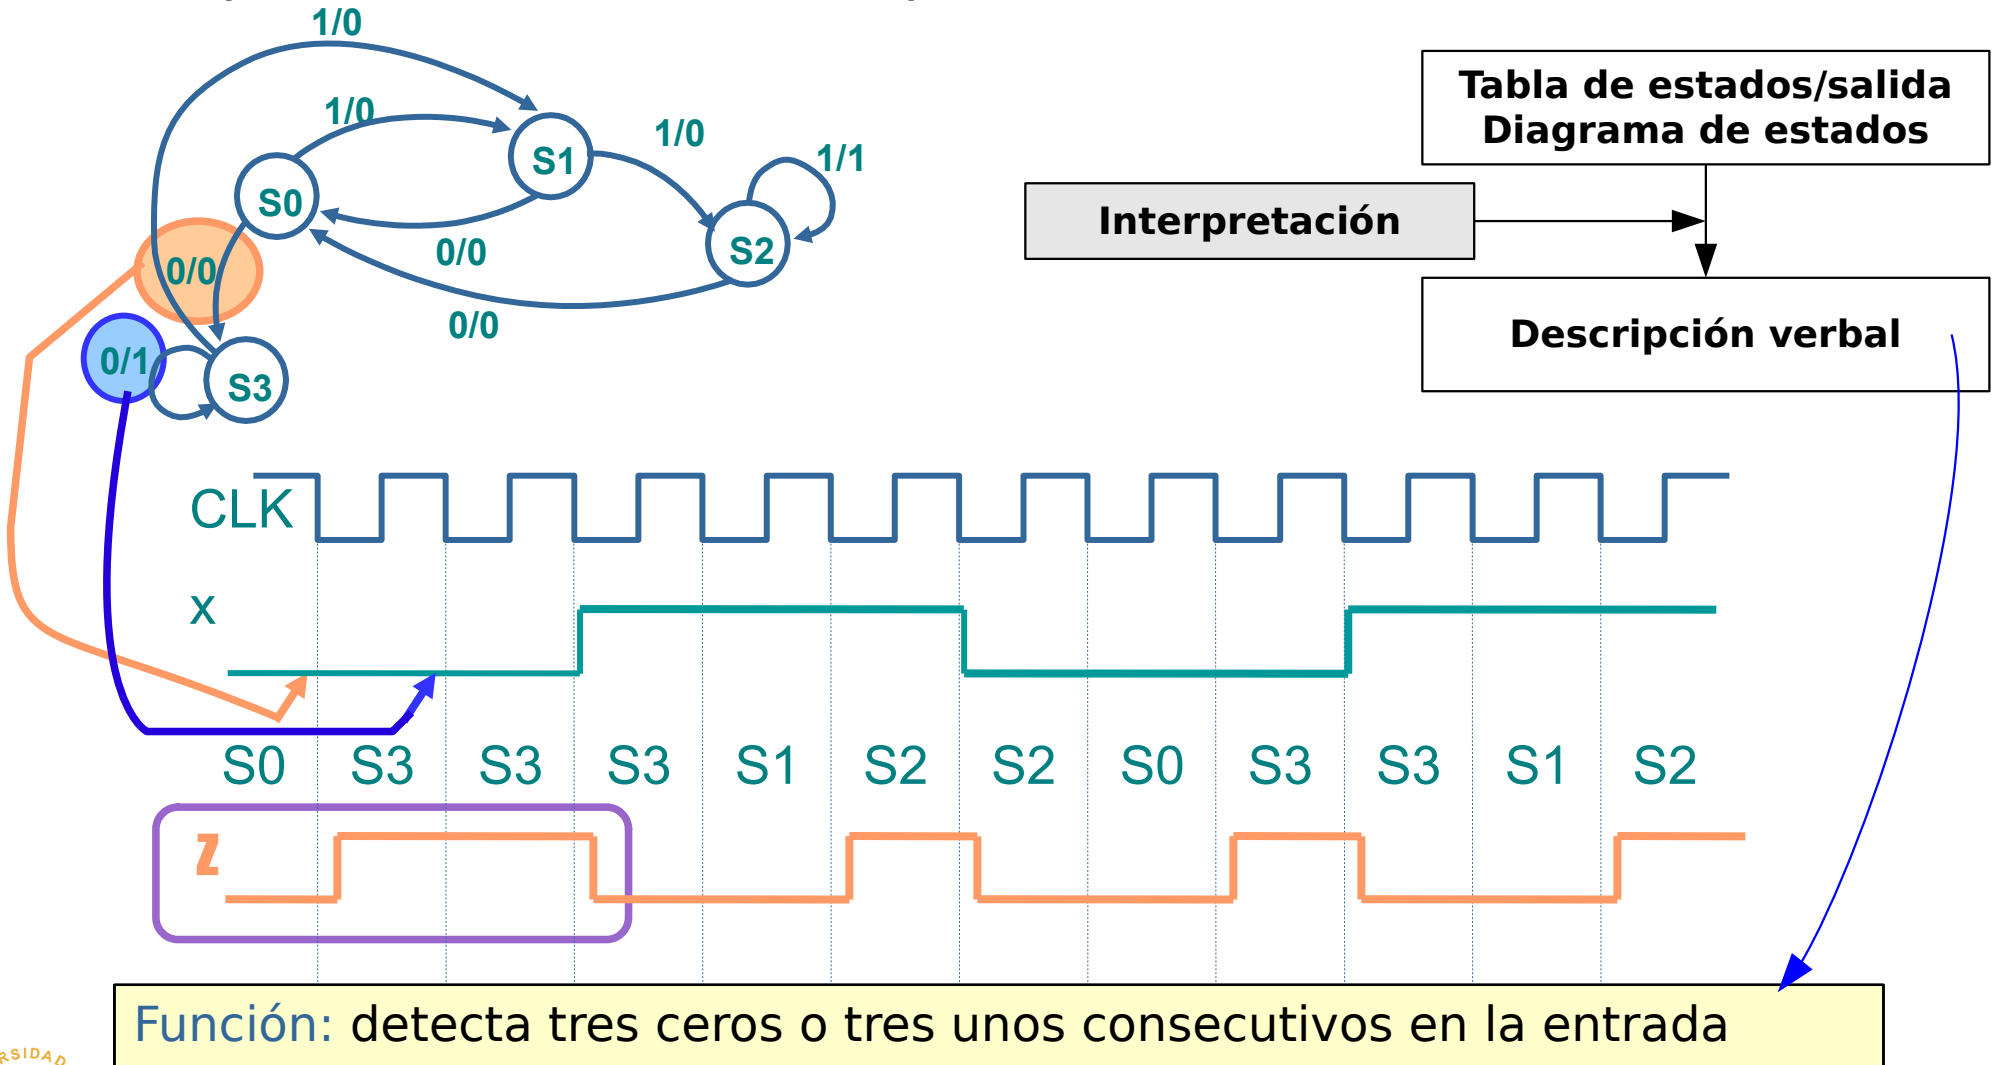 1/0
1/0
S1
1/0
1/1
S0
0/0
S2
0/0
0/0
0/1
S3
Tabla de estados/salida
Diagrama de estados
Interpretación
Descripción verbal
CLK
x
S0 S3 S3 S3 S1 S2 S2 S0 S3 S3 S1 S2
z
Función: detecta tres ceros o tres unos consecutivos en la entrada